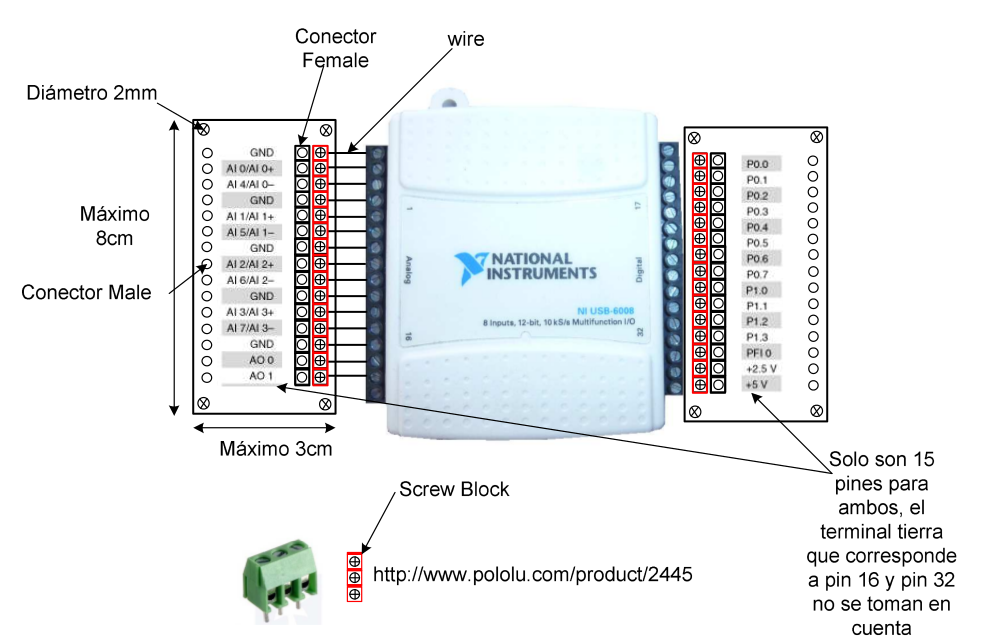 Conector
Female
wire
Diámetro 2mm
Máximo
8cm
Conector Male
GND
AI 0/AI 0+
AI 4/AI 0–
GND
AI 1/AI 1+
AI 5/AI 1–
GND
AI 2/AI 2+
AI 6/AI 2–
GND
AI 3/AI 3+
AI 7/AI 3–
GND
AO 0
AO 1
Máximo 3cm
1
Analog
16
NATIONAL
INSTRUMENTS
NI USB-6008
8 Inputs, 12-bit, 10 kS/s Multifunction I/O
17
Digital
32
P0.0
P0.1
P0.2
P0.3
P0.4
P0.5
P0.6
P0.7
P1.0
P1.1
P1.2
P1.3
PFI 0
+2.5 V
+5 V
Solo son 15
pines para
ambos, el
terminal tierra
que corresponde
a pin 16 y pin 32
no se toman en
cuenta
Screw Block
http://www.pololu.com/product/2445